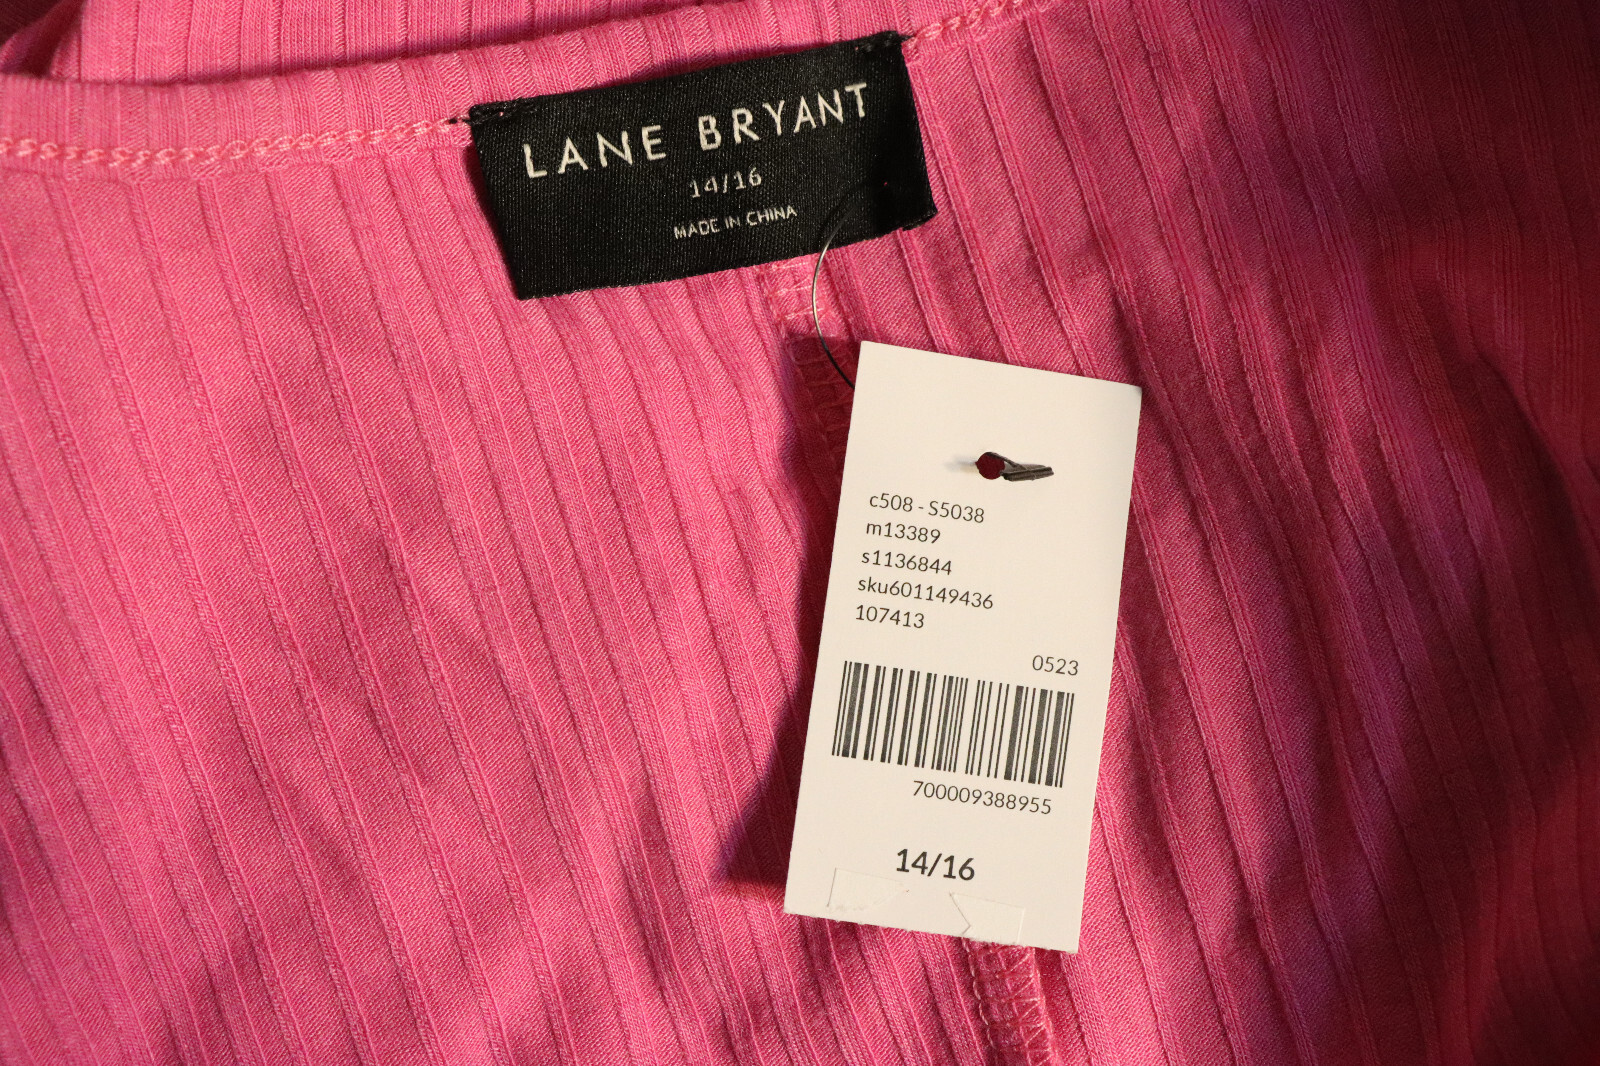 LANE BRYANT
14/16
MADE IN CHINA
c508 - S5038
m13389
s1136844
sku601149436
107413
0523
700009388955
14/16